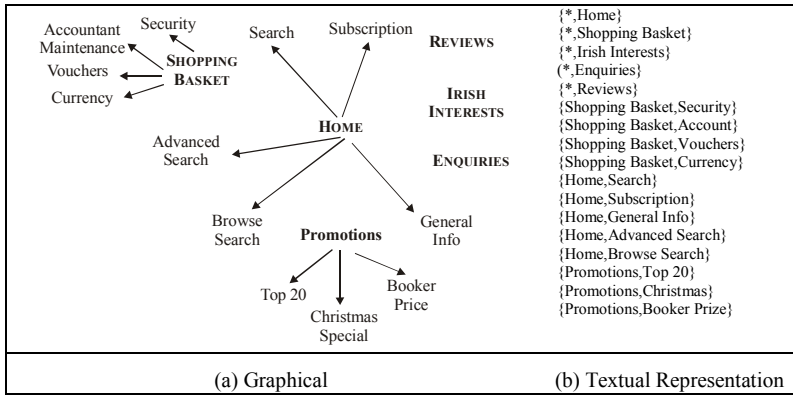 Security
Accountant
Maintenance
SHOPPING
BASKET
Vouchers
Currency
Search
Subscription
REVIEWS
IRISH
INTERESTS
HOME
ENQUIRIES
Advanced
Search
Browse
Search
General
Info
Promotions
Top 20
Christmas
Special
Booker
Price
{*,Home}
{*,Shopping Basket}
{*,Irish Interests}
(*,Enquiries}
{*,Reviews}
{Shopping Basket,Security}
{Shopping Basket,Account}
{Shopping Basket,Vouchers}
{Shopping Basket,Currency}
{Home,Search}
{Home,Subscription}
{Home,General Info}
{Home,Advanced Search}
{Home,Browse Search}
{Promotions,Top 20}
{Promotions,Christmas}
{Promotions,Booker Prize}
(a) Graphical
(b) Textual Representation